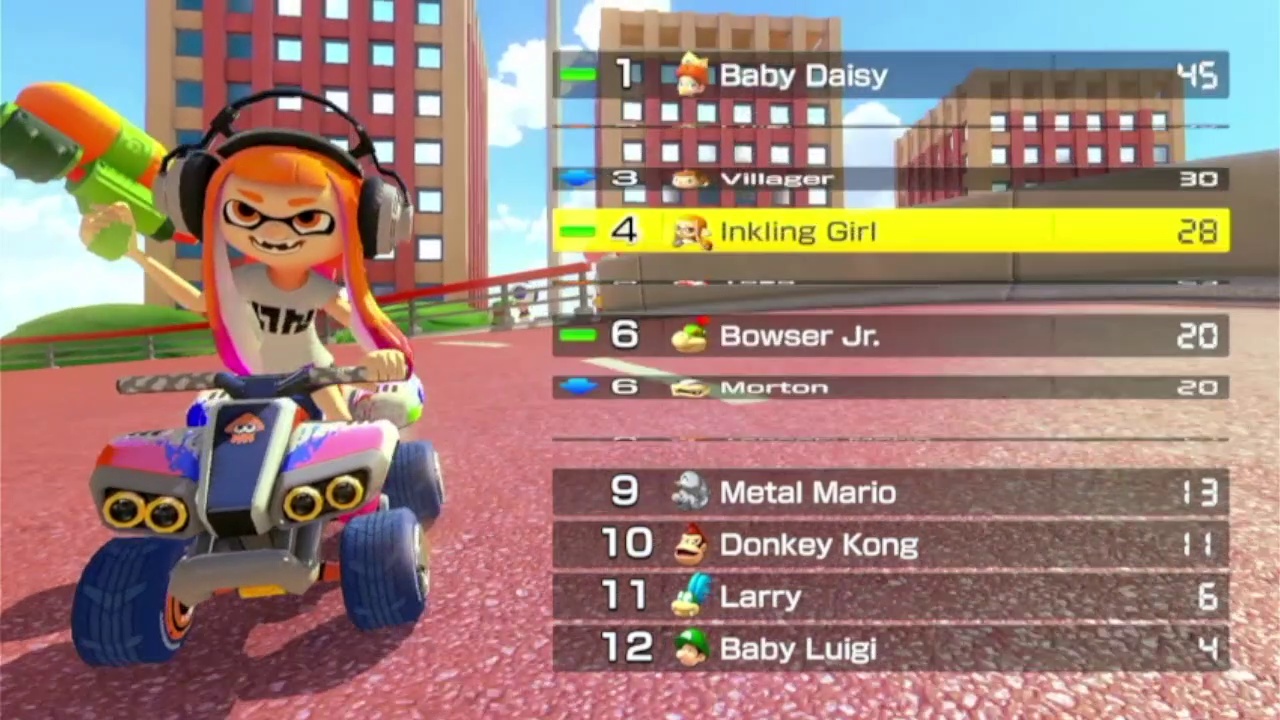 1 Baby Daisy 45
3 Villager 30
4 Inkling Girl 28
6 Bowser Jr. 20
6 Morton 20
9 Metal Mario 13
10 Donkey Kong 11
11 Larry 6
12 Baby Luigi 4